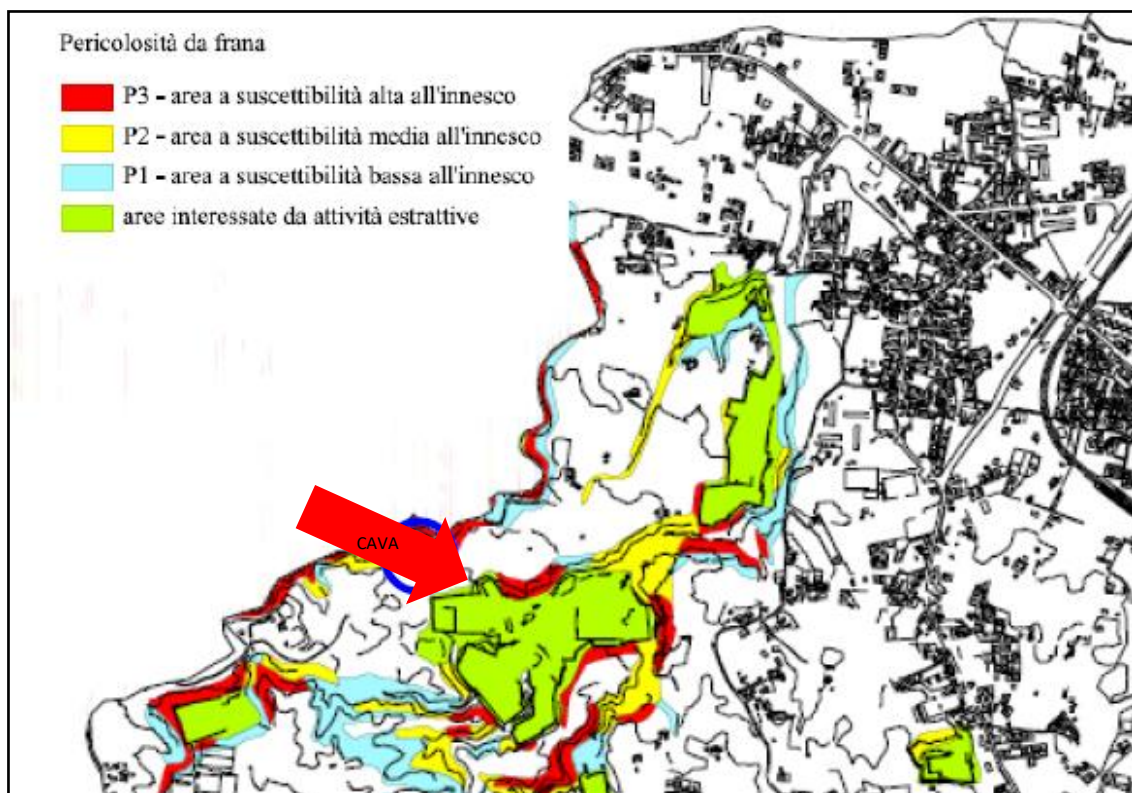 Pericolosità da frana
P3 - area a suscettibilità alta all'innesco
P2 - area a suscettibilità media all'innesco
P1 - area a suscettibilità bassa all'innesco
aree interessate da attività estrattive
CAVA